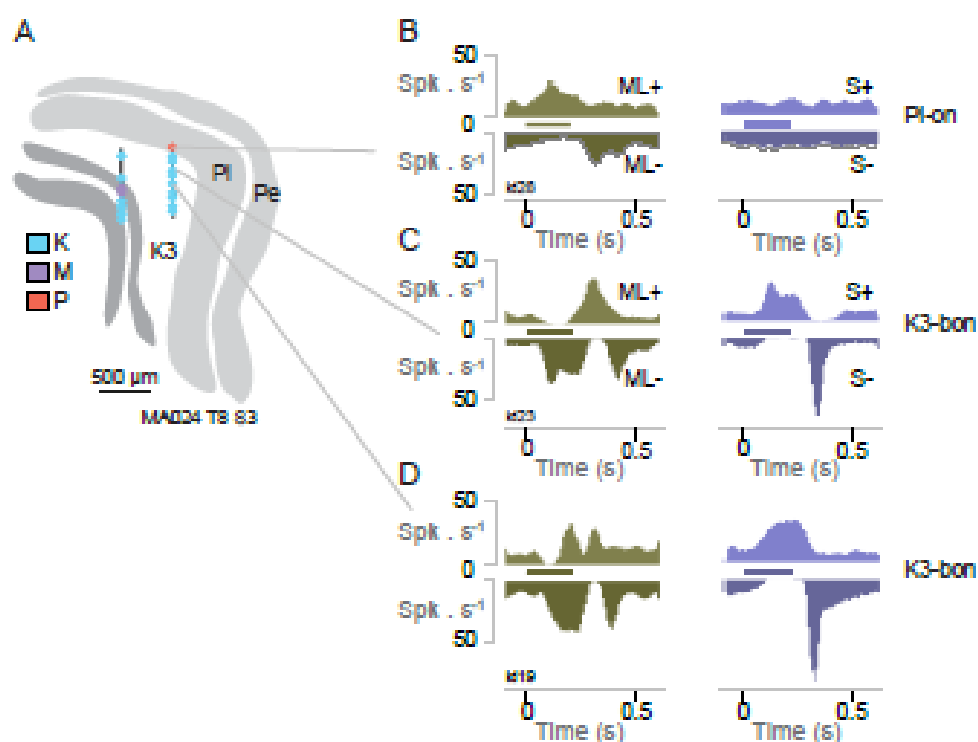 A
Pl
Pe
K3
K
M
P
500 µm
MA024 T8 S3
B
50
Spk . s⁻¹
0
Spk . s⁻¹
50
ML+
ML-
S+
S-
Pl-on
0
0.5
Time (s)
0
0.5
Time (s)
C
50
Spk . s⁻¹
0
Spk . s⁻¹
50
ML+
ML-
S+
S-
K3-bon
0
0.5
Time (s)
0
0.5
Time (s)
D
50
Spk . s⁻¹
0
Spk . s⁻¹
50
K3-bon
0
0.5
Time (s)
0
0.5
Time (s)